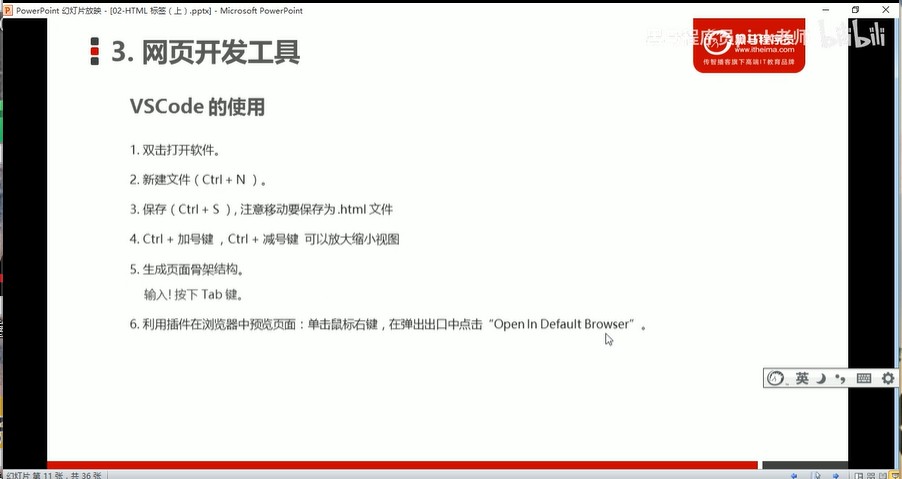 PowerPoint 幻灯片放映 - [02-HTML 标签（上）.pptx] - Microsoft PowerPoint
3. 网页开发工具
pink老师
bilibili
www.itheima.com
传智播客旗下高端IT教育品牌
VSCode 的使用
1. 双击打开软件。
2. 新建文件（Ctrl + N ）。
3. 保存（Ctrl + S ）, 注意移动要保存为 .html 文件
4. Ctrl + 加号键 ，Ctrl + 减号键 可以放大缩小视图
5. 生成页面骨架结构。
输入! 按下 Tab 键。
6. 利用插件在浏览器中预览页面：单击鼠标右键，在弹出出口中点击“Open In Default Browser”。
英
幻灯片 第 11 张，共 36 张